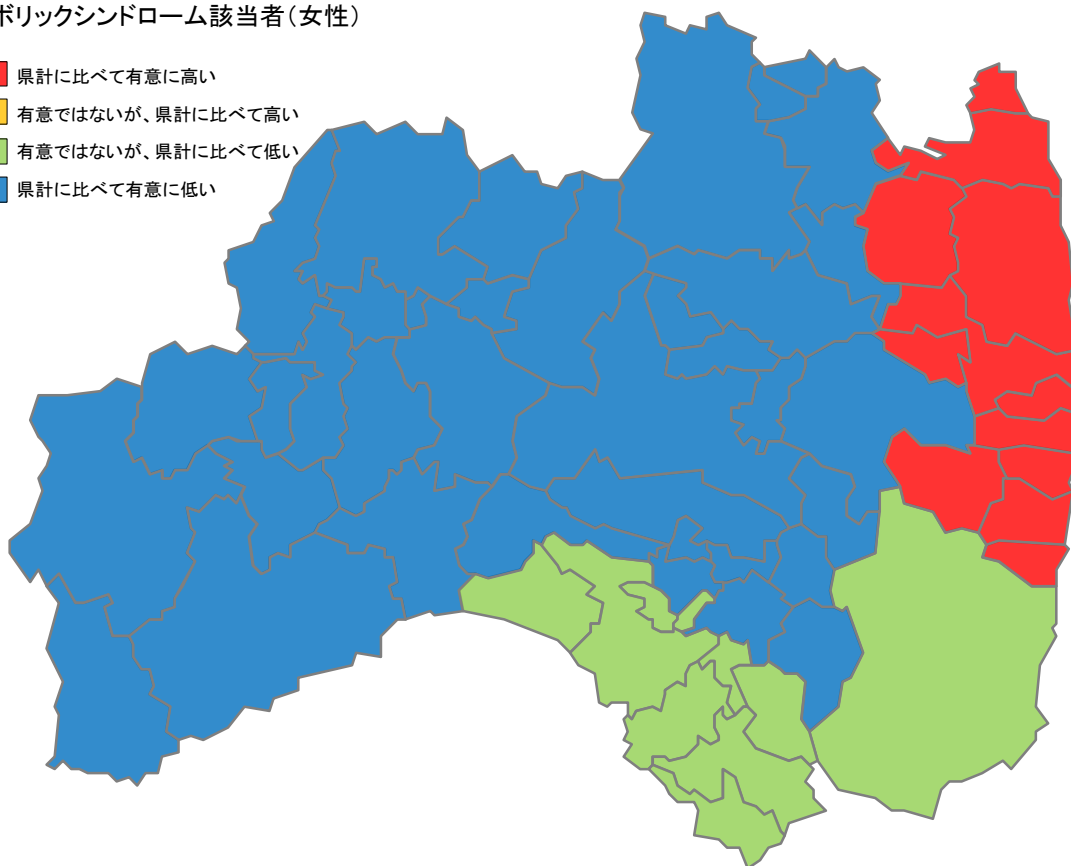 ボリックシンドローム該当者（女性）
県計に比べて有意に高い
有意ではないが、県計に比べて高い
有意ではないが、県計に比べて低い
県計に比べて有意に低い